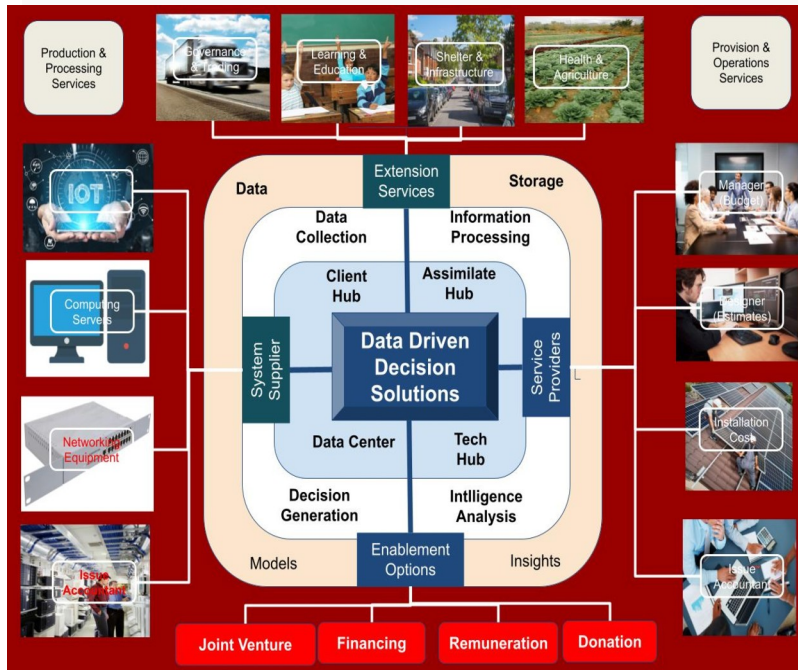 Production &
Processing
Services
Governance
& Trading
Learning &
Education
Shelter &
Infrastructure
Health &
Agriculture
Provision &
Operations
Services
IOT
Computing
Servers
Networking
Equipment
Issue
Accountant
Data
Extension
Services
Storage
Data
Collection
Information
Processing
Client
Hub
Assimilate
Hub
System
Supplier
Data Driven
Decision
Solutions
Service
Providers
Data Center
Tech
Hub
Decision
Generation
Intlligence
Analysis
Models
Enablement
Options
Insights
Manager
(Budget)
Designer
(Estimates)
Installation
Cost
Issue
Accountant
Joint Venture
Financing
Remuneration
Donation